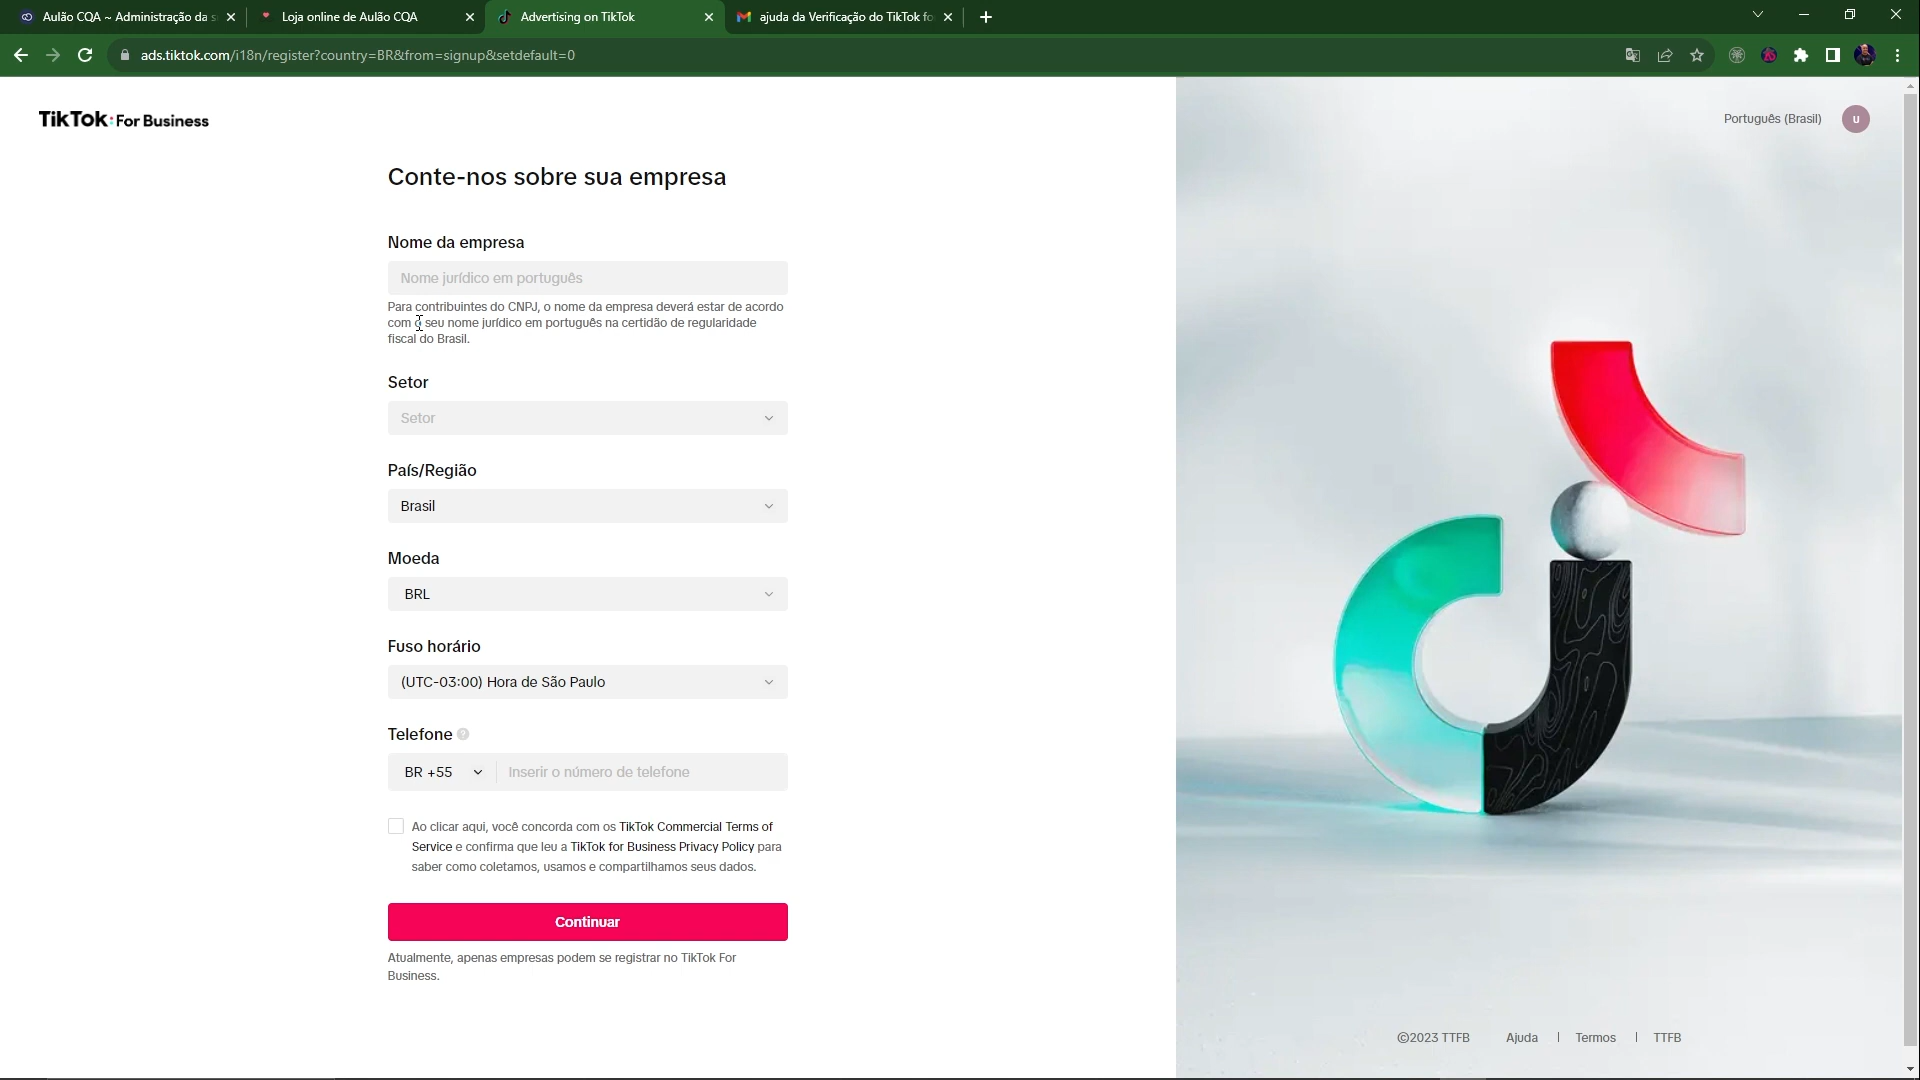 Aulão CQA ~ Administração da s
Loja online de Aulão CQA
Advertising on TikTok
ajuda da Verificação do TikTok fo
ads.tiktok.com/i18n/register?country=BR&from=signup&setdefault=0
TikTok: For Business
Português (Brasil)
U
Conte-nos sobre sua empresa
Nome da empresa
Nome jurídico em português
Para contribuintes do CNPJ, o nome da empresa deverá estar de acordo
com o seu nome jurídico em português na certidão de regularidade
fiscal do Brasil.
Setor
Setor
País/Região
Brasil
Moeda
BRL
Fuso horário
(UTC-03:00) Hora de São Paulo
Telefone ?
BR +55 Inserir o número de telefone
Ao clicar aqui, você concorda com os TikTok Commercial Terms of
Service e confirma que leu a TikTok for Business Privacy Policy para
saber como coletamos, usamos e compartilhamos seus dados.
Continuar
Atualmente, apenas empresas podem se registrar no TikTok For
Business.
©2023 TTFB Ajuda | Termos | TTFB